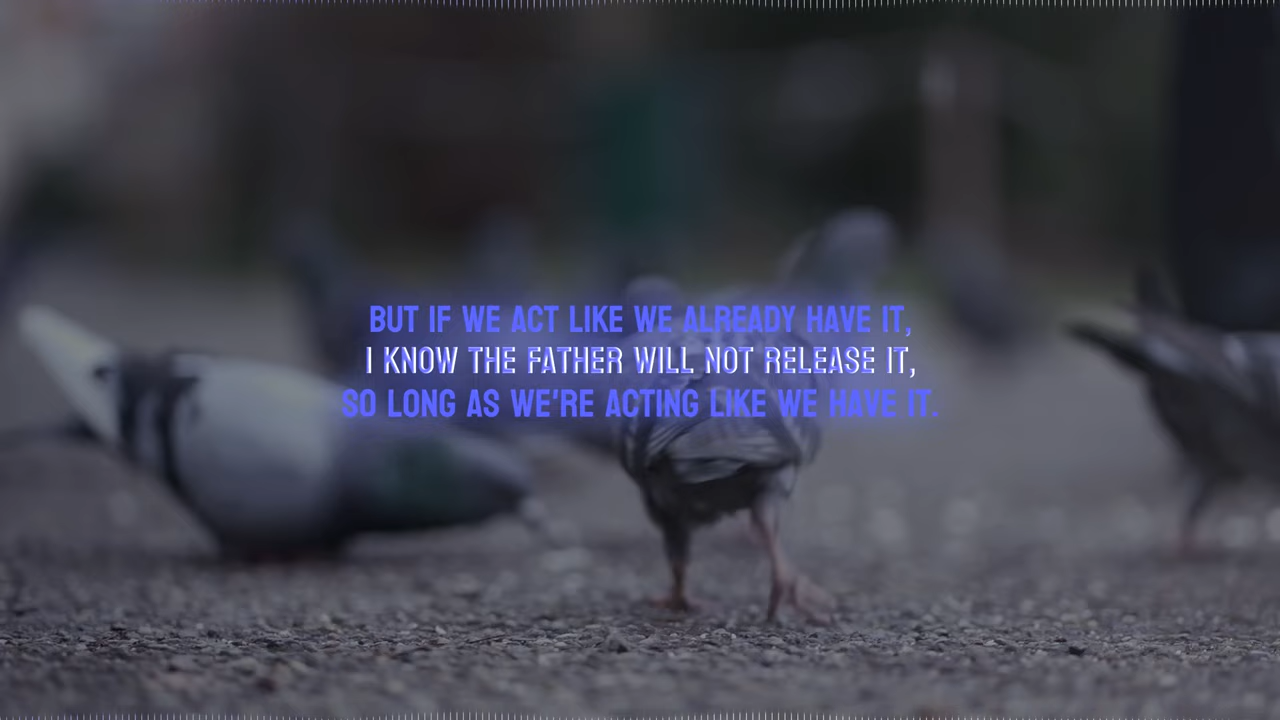 BUT IF WE ACT LIKE WE ALREADY HAVE IT,
I KNOW THE FATHER WILL NOT RELEASE IT,
SO LONG AS WE'RE ACTING LIKE WE HAVE IT.